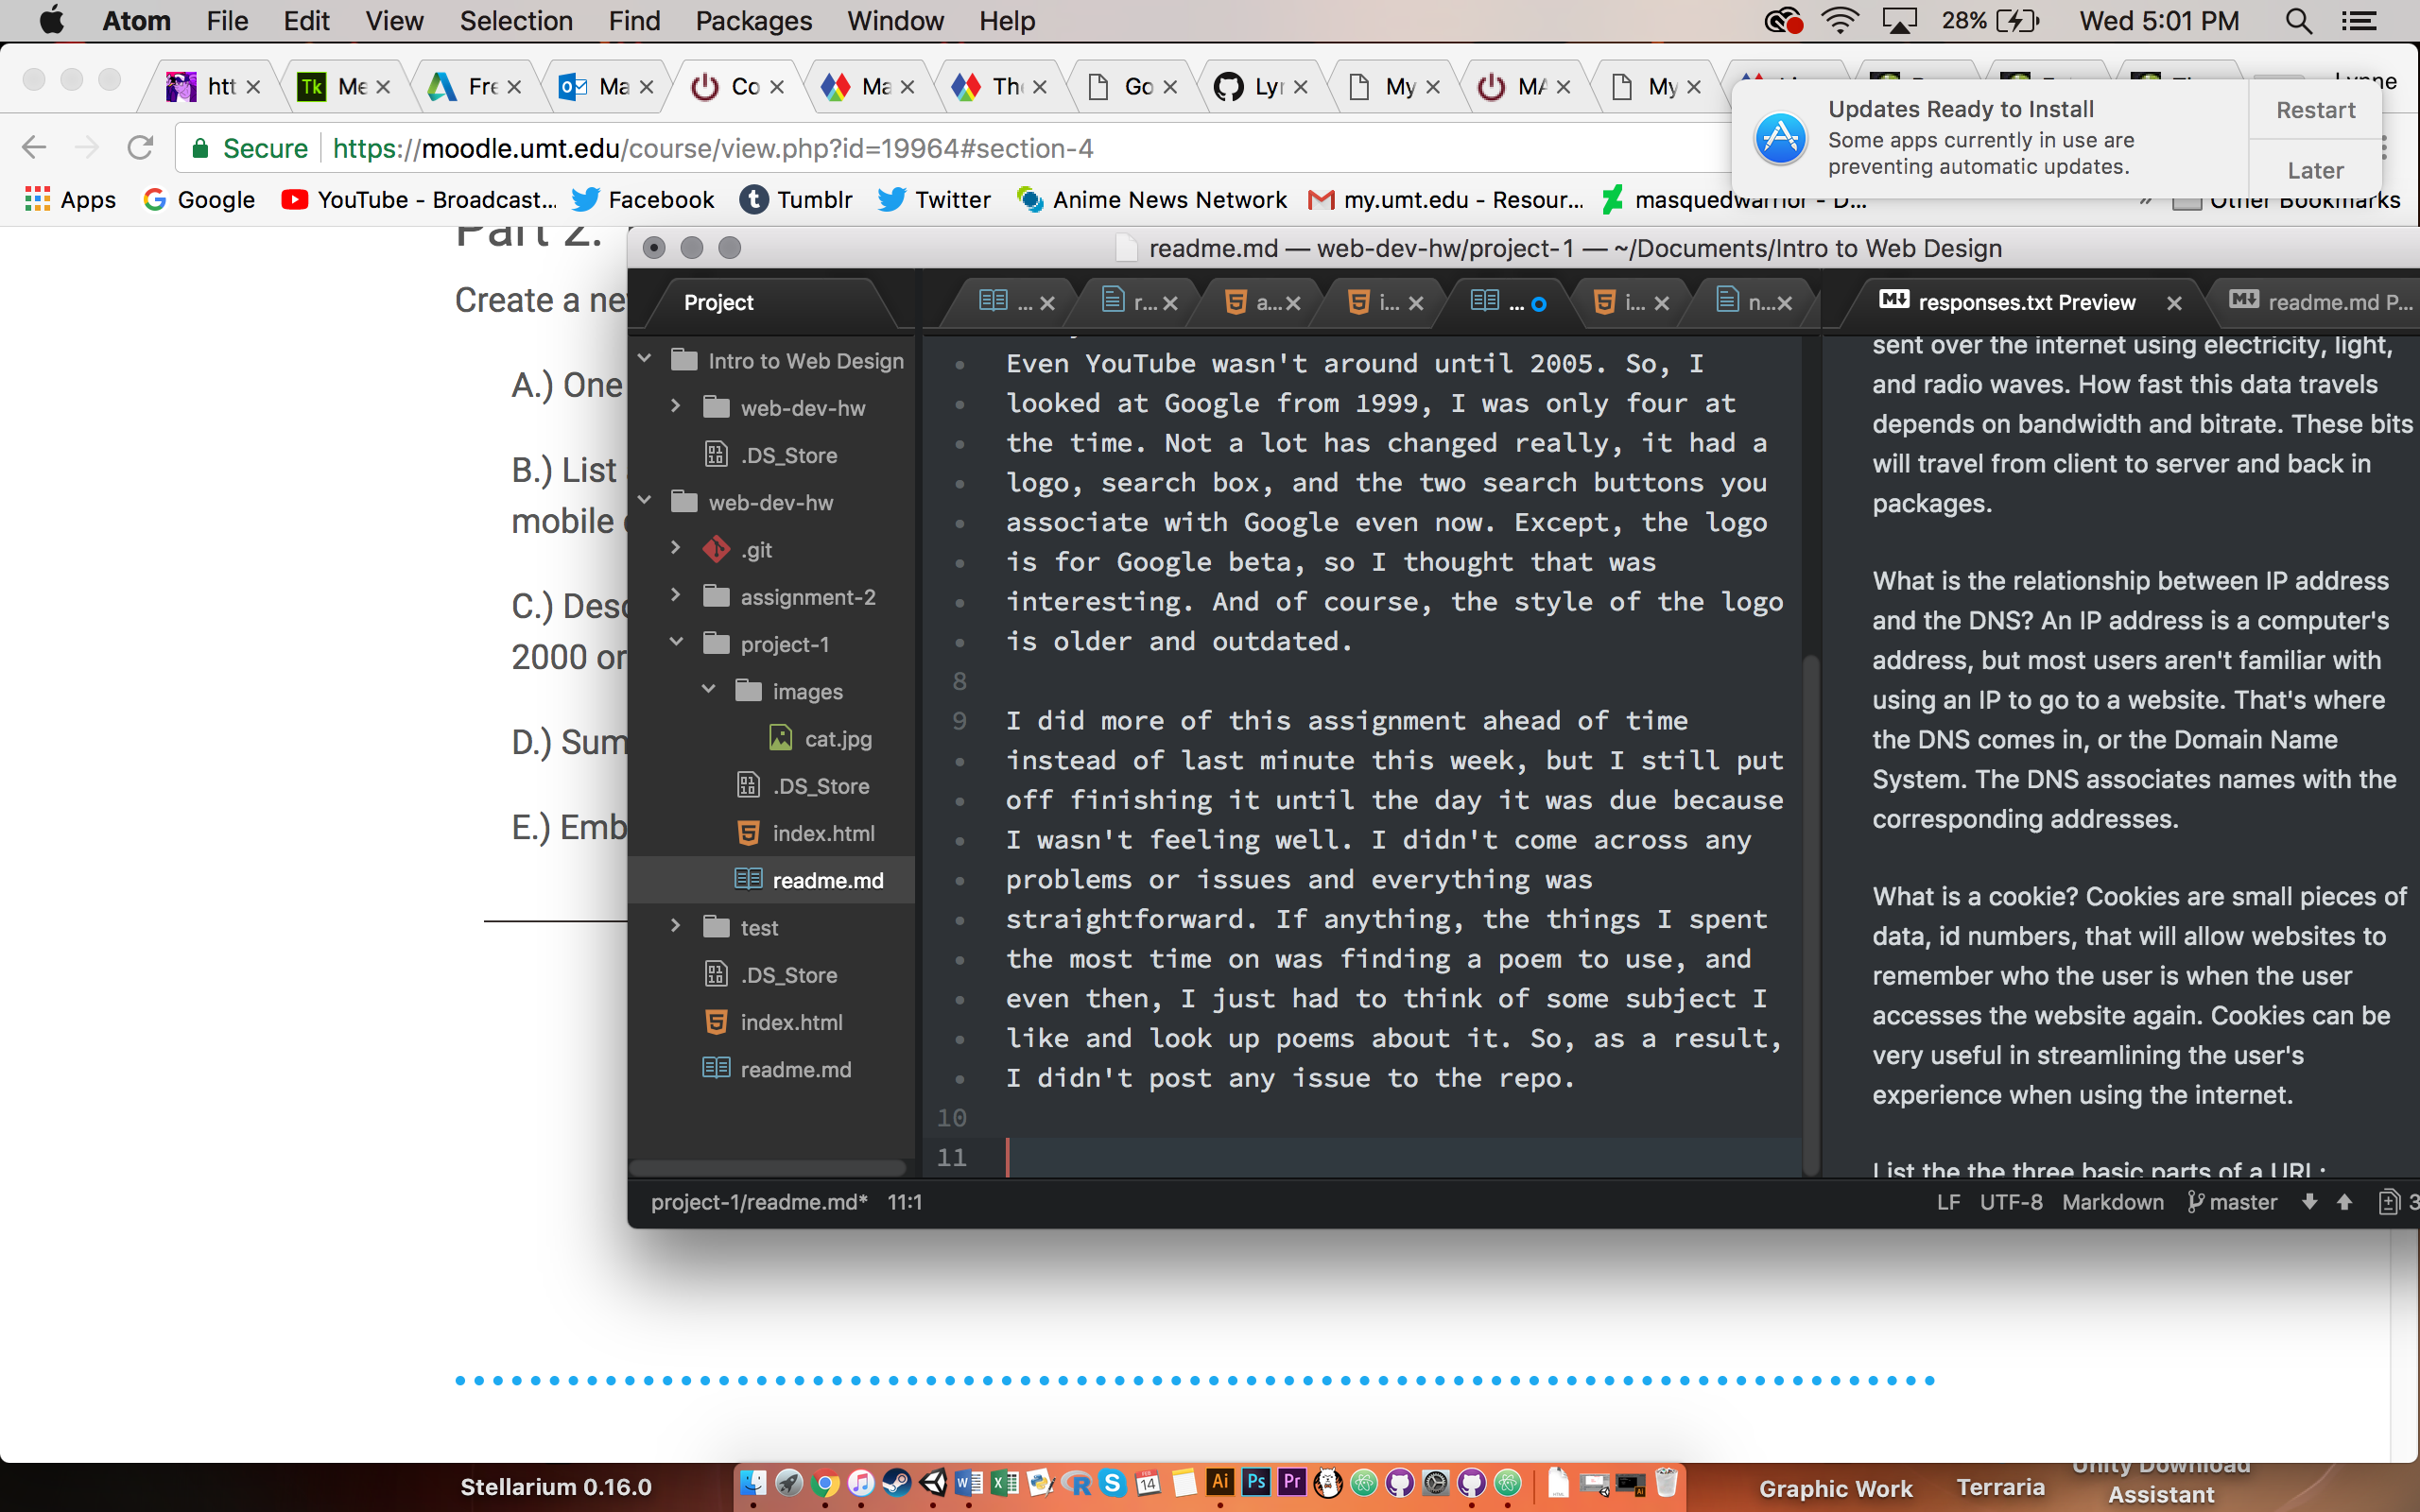 Atom File Edit View Selection Find Packages Window Help 28% Wed 5:01 PM
htt Me Fre Ma Co Ma The Go Lyr My MA My Lynne
Secure https://moodle.umt.edu/course/view.php?id=19964#section-4
Updates Ready to Install
Some apps currently in use are
preventing automatic updates.
Restart
Later
Apps Google YouTube - Broadcast... Facebook Tumblr Twitter Anime News Network my.umt.edu - Resour... masquedwarrior - D... » Other Bookmarks
Part 2.
Create a ne
A.) One
B.) List
mobile
C.) Desc
2000 or
D.) Sum
E.) Emb
readme.md — web-dev-hw/project-1 — ~/Documents/Intro to Web Design
Project
... r... a... i... ... i... n... responses.txt Preview readme.md P...
Intro to Web Design
web-dev-hw
.DS_Store
web-dev-hw
.git
assignment-2
project-1
images
cat.jpg
.DS_Store
index.html
readme.md
test
.DS_Store
index.html
readme.md
Even YouTube wasn't around until 2005. So, I
looked at Google from 1999, I was only four at
the time. Not a lot has changed really, it had a
logo, search box, and the two search buttons you
associate with Google even now. Except, the logo
is for Google beta, so I thought that was
interesting. And of course, the style of the logo
is older and outdated.
8
9 I did more of this assignment ahead of time
instead of last minute this week, but I still put
off finishing it until the day it was due because
I wasn't feeling well. I didn't come across any
problems or issues and everything was
straightforward. If anything, the things I spent
the most time on was finding a poem to use, and
even then, I just had to think of some subject I
like and look up poems about it. So, as a result,
I didn't post any issue to the repo.
10
11
sent over the internet using electricity, light,
and radio waves. How fast this data travels
depends on bandwidth and bitrate. These bits
will travel from client to server and back in
packages.
What is the relationship between IP address
and the DNS? An IP address is a computer's
address, but most users aren't familiar with
using an IP to go to a website. That's where
the DNS comes in, or the Domain Name
System. The DNS associates names with the
corresponding addresses.
What is a cookie? Cookies are small pieces of
data, id numbers, that will allow websites to
remember who the user is when the user
accesses the website again. Cookies can be
very useful in streamlining the user's
experience when using the internet.
List the the three basic parts of a URL:
project-1/readme.md* 11:1 LF UTF-8 Markdown master 3
Stellarium 0.16.0
14
Ai Ps Pr
Graphic Work
Terraria
Unity Download
Assistant